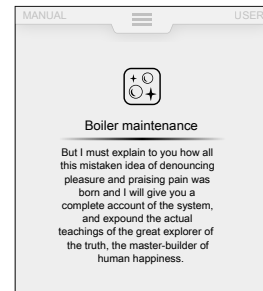 MANUAL USER
Boiler maintenance
But I must explain to you how all
this mistaken idea of denouncing
pleasure and praising pain was
born and I will give you a
complete account of the system,
and expound the actual
teachings of the great explorer of
the truth, the master-builder of
human happiness.